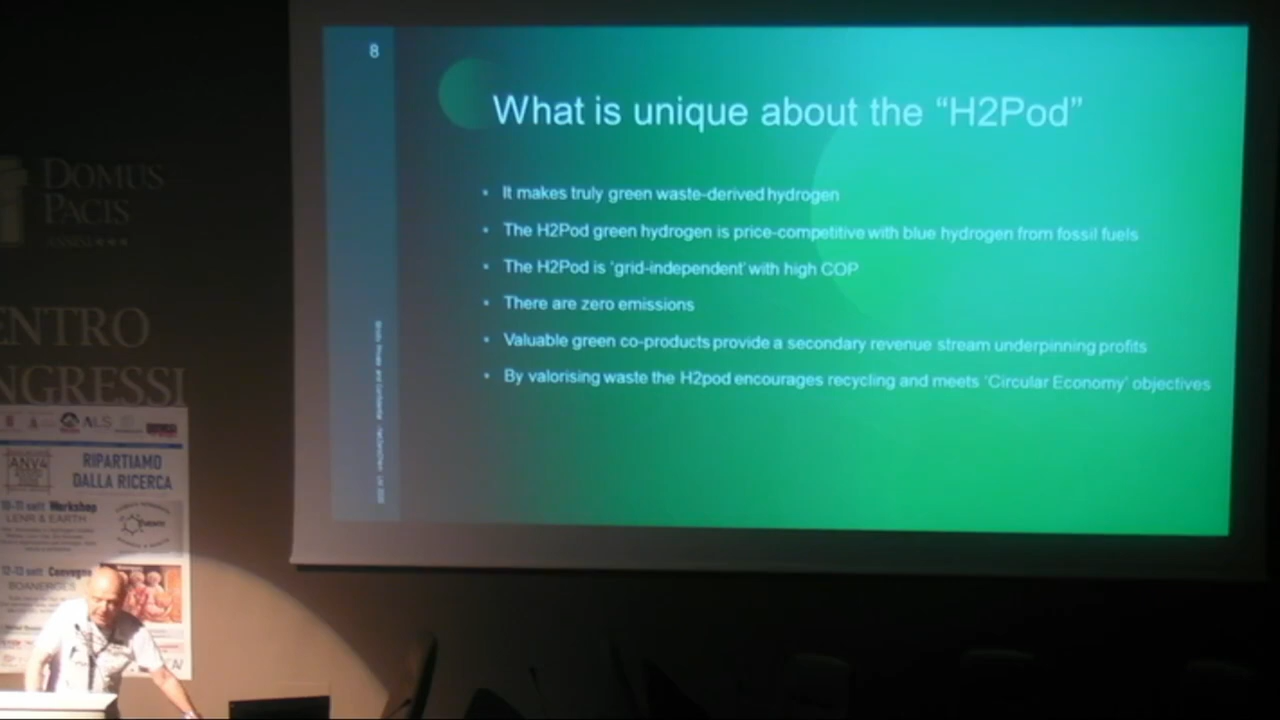 8
What is unique about the “H2Pod”
• It makes truly green waste-derived hydrogen
• The H2Pod green hydrogen is price-competitive with blue hydrogen from fossil fuels
• The H2Pod is ‘grid-independent’ with high COP
• There are zero emissions
• Valuable green co-products provide a secondary revenue stream underpinning profits
• By valorising waste the H2pod encourages recycling and meets ‘Circular Economy’ objectives
DOMUS
PACIS
ENTRO
NGRESSI
RIPARTIAMO
DALLA RICERCA
10-11 sett Workshop
LENR & EARTH
12-13 sett Convegno
BOANERGES